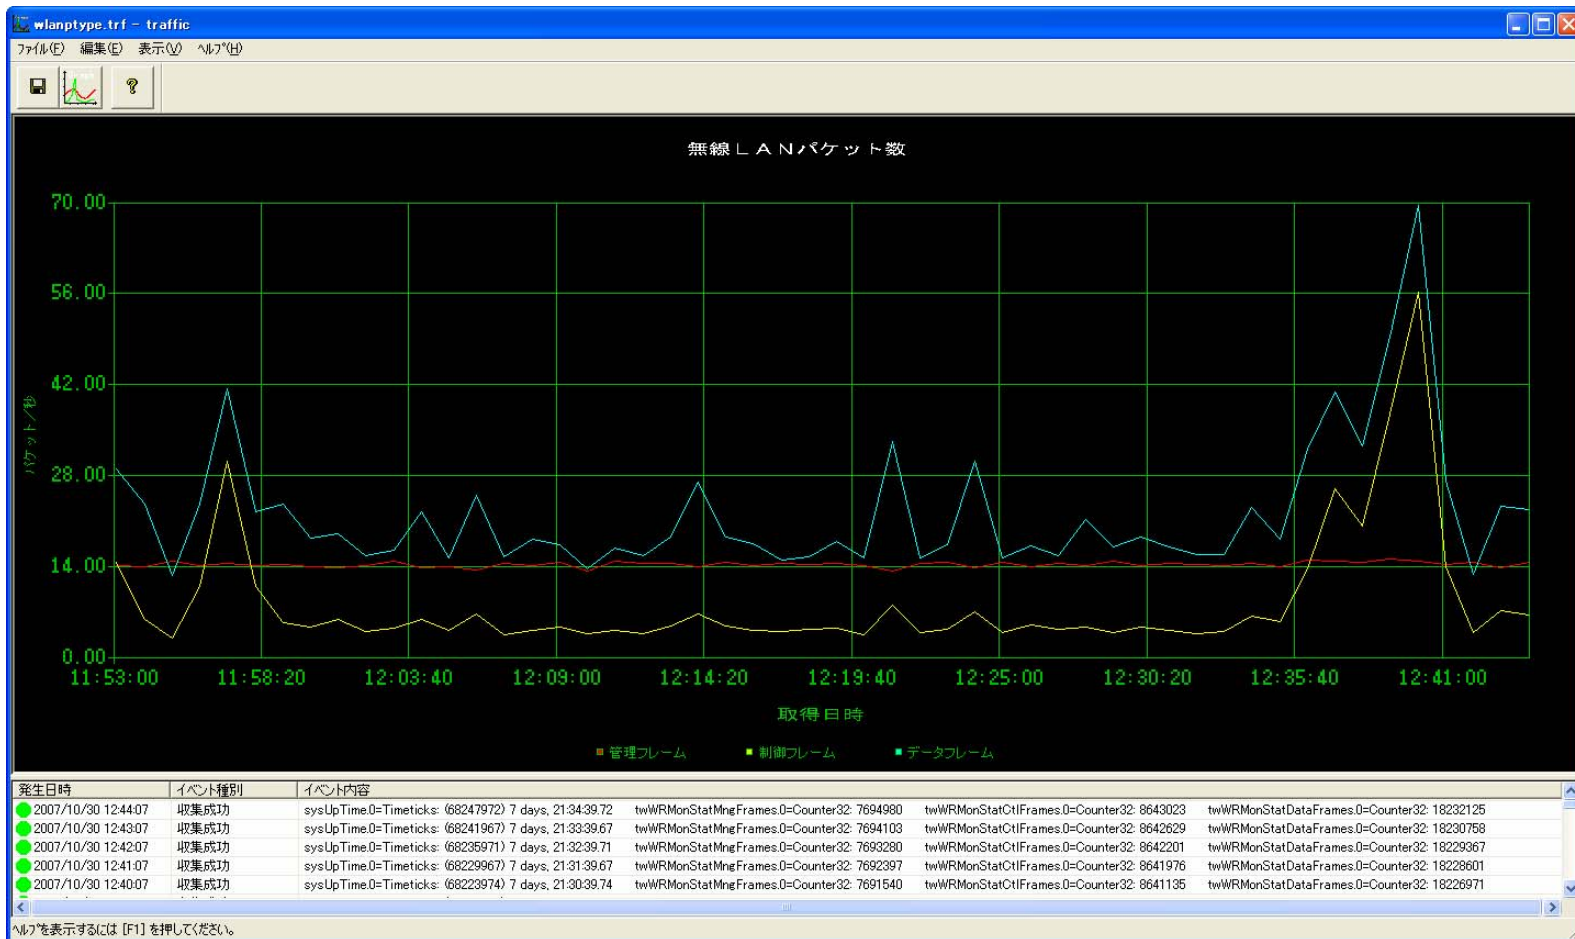 wlanptype.trf - traffic
ファイル(F) 編集(E) 表示(V) ヘルプ(H)
無線ＬＡＮパケット数
70.00
56.00
42.00
28.00
14.00
0.00
パケット/秒
11:53:00 11:58:20 12:03:40 12:09:00 12:14:20 12:19:40 12:25:00 12:30:20 12:35:40 12:41:00
取得日時
管理フレーム 制御フレーム データフレーム
発生日時 イベント種別 イベント内容
2007/10/30 12:44:07 収集成功 sysUpTime.0=Timeticks: (68247972) 7 days, 21:34:39.72 twWRMonStatMngFrames.0=Counter32: 7694980 twWRMonStatCtlFrames.0=Counter32: 8643023 twWRMonStatDataFrames.0=Counter32: 18232125
2007/10/30 12:43:07 収集成功 sysUpTime.0=Timeticks: (68241967) 7 days, 21:33:39.67 twWRMonStatMngFrames.0=Counter32: 7694103 twWRMonStatCtlFrames.0=Counter32: 8642629 twWRMonStatDataFrames.0=Counter32: 18230758
2007/10/30 12:42:07 収集成功 sysUpTime.0=Timeticks: (68235971) 7 days, 21:32:39.71 twWRMonStatMngFrames.0=Counter32: 7693280 twWRMonStatCtlFrames.0=Counter32: 8642201 twWRMonStatDataFrames.0=Counter32: 18229367
2007/10/30 12:41:07 収集成功 sysUpTime.0=Timeticks: (68229967) 7 days, 21:31:39.67 twWRMonStatMngFrames.0=Counter32: 7692397 twWRMonStatCtlFrames.0=Counter32: 8641976 twWRMonStatDataFrames.0=Counter32: 18228601
2007/10/30 12:40:07 収集成功 sysUpTime.0=Timeticks: (68223974) 7 days, 21:30:39.74 twWRMonStatMngFrames.0=Counter32: 7691540 twWRMonStatCtlFrames.0=Counter32: 8641135 twWRMonStatDataFrames.0=Counter32: 18226971
ヘルプを表示するには [F1] を押してください。